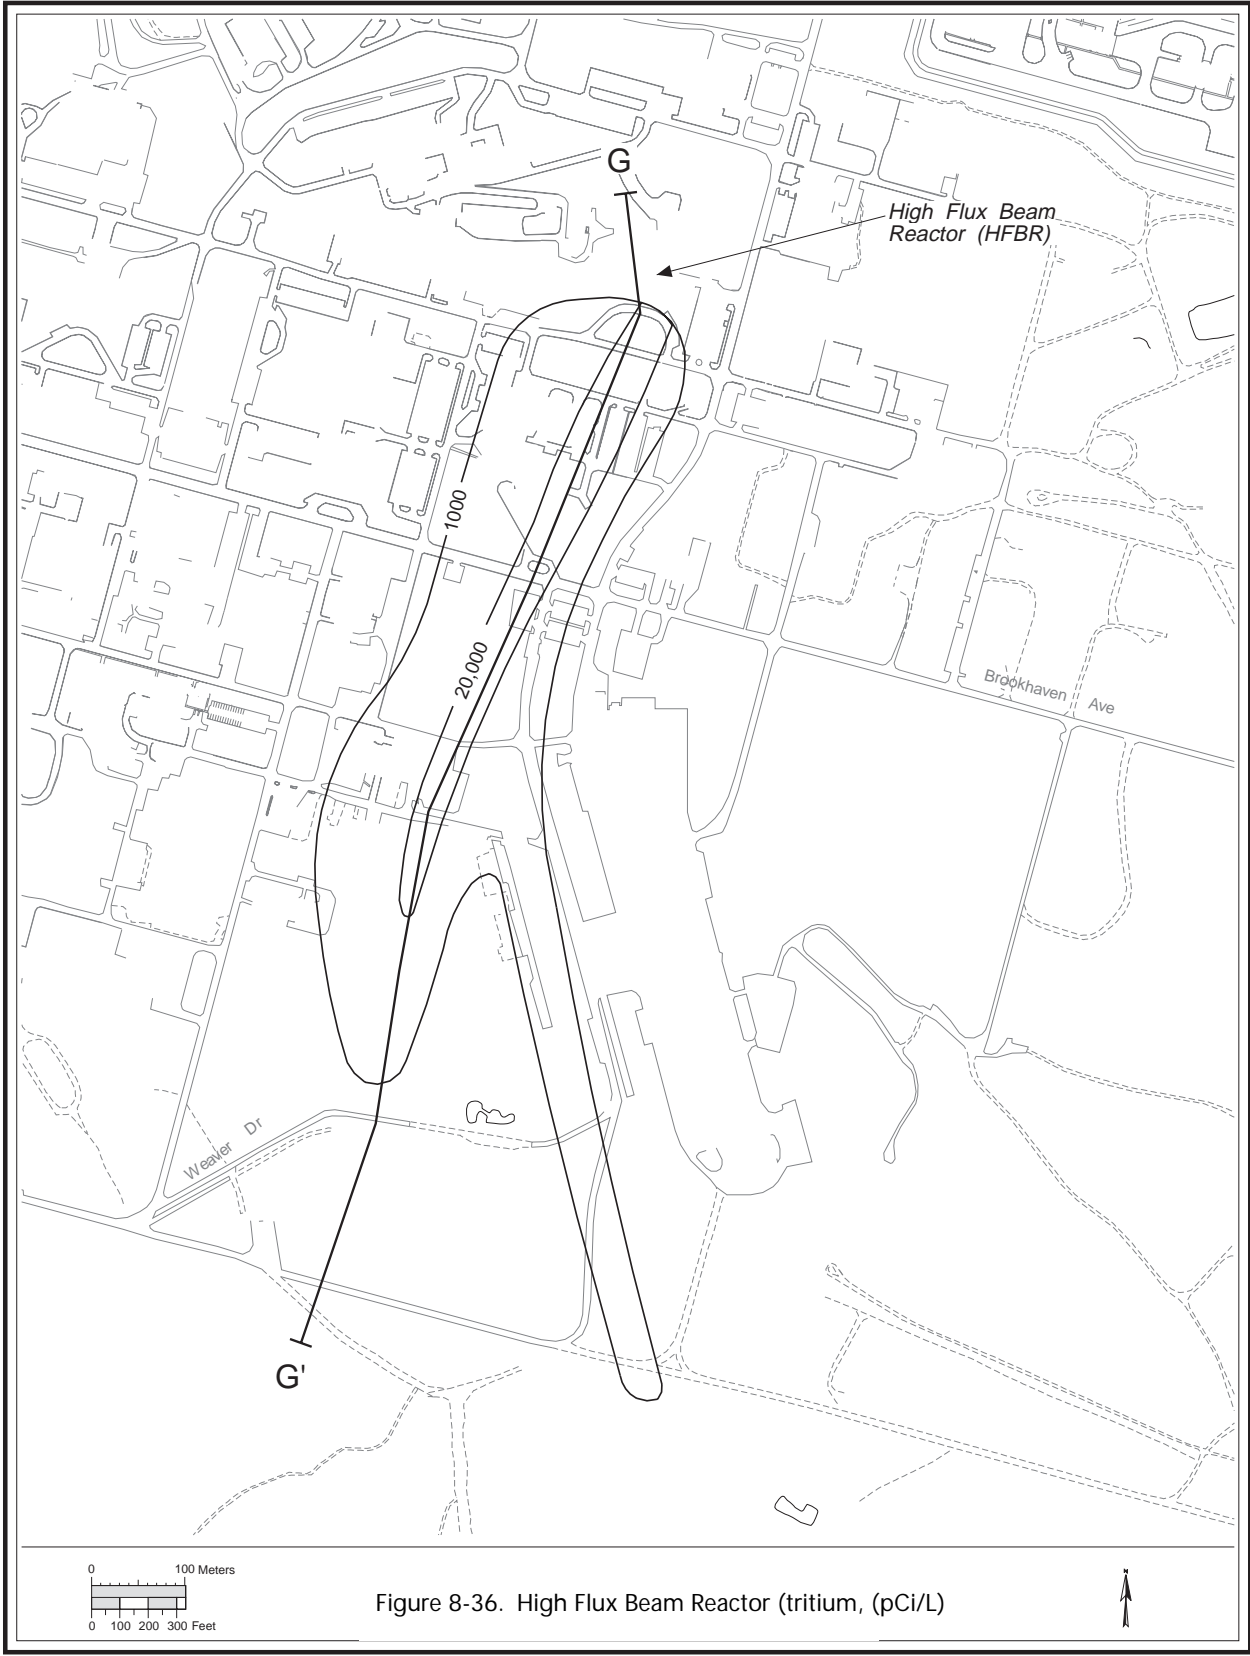 G
High Flux Beam
Reactor (HFBR)
1000
20,000
Brookhaven Ave
Weaver Dr
G'
0 100 Meters
0 100 200 300 Feet
Figure 8-36. High Flux Beam Reactor (tritium, (pCi/L)
N